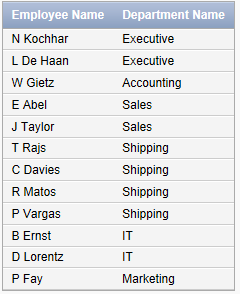 Employee Name Department Name
N Kochhar Executive
L De Haan Executive
W Gietz Accounting
E Abel Sales
J Taylor Sales
T Rajs Shipping
C Davies Shipping
R Matos Shipping
P Vargas Shipping
B Ernst IT
D Lorentz IT
P Fay Marketing